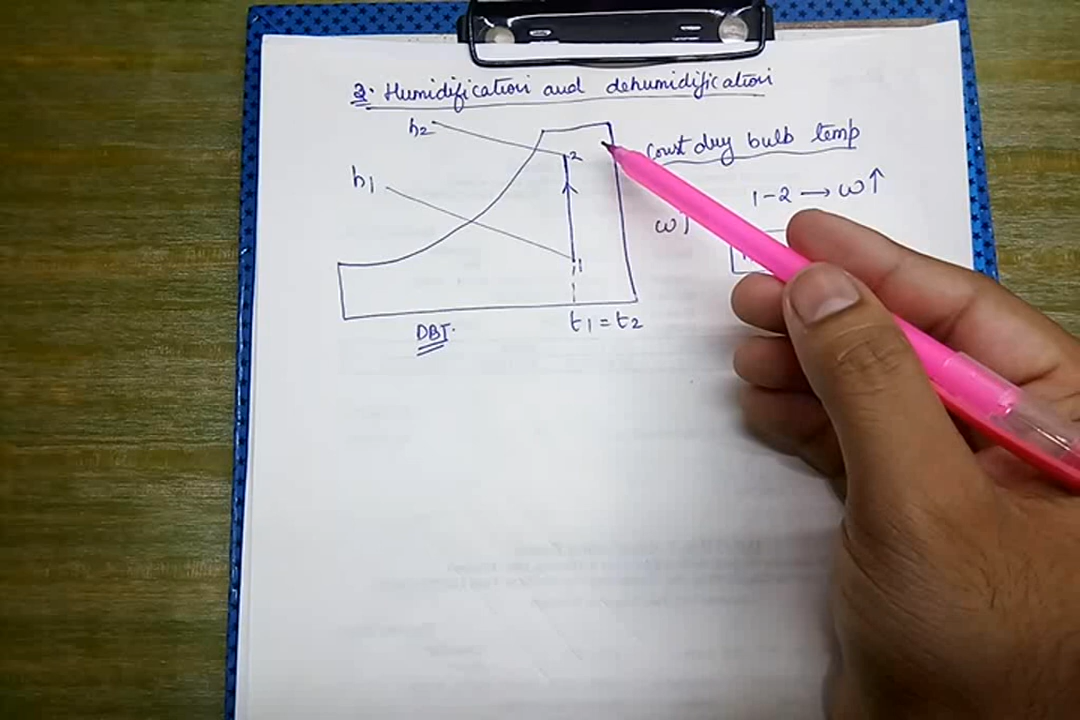 2. Humidification and dehumidification
h2
2
const dry bulb temp
h1
1-2 → ω↑
ω↑
1
t1 = t2
DBT.